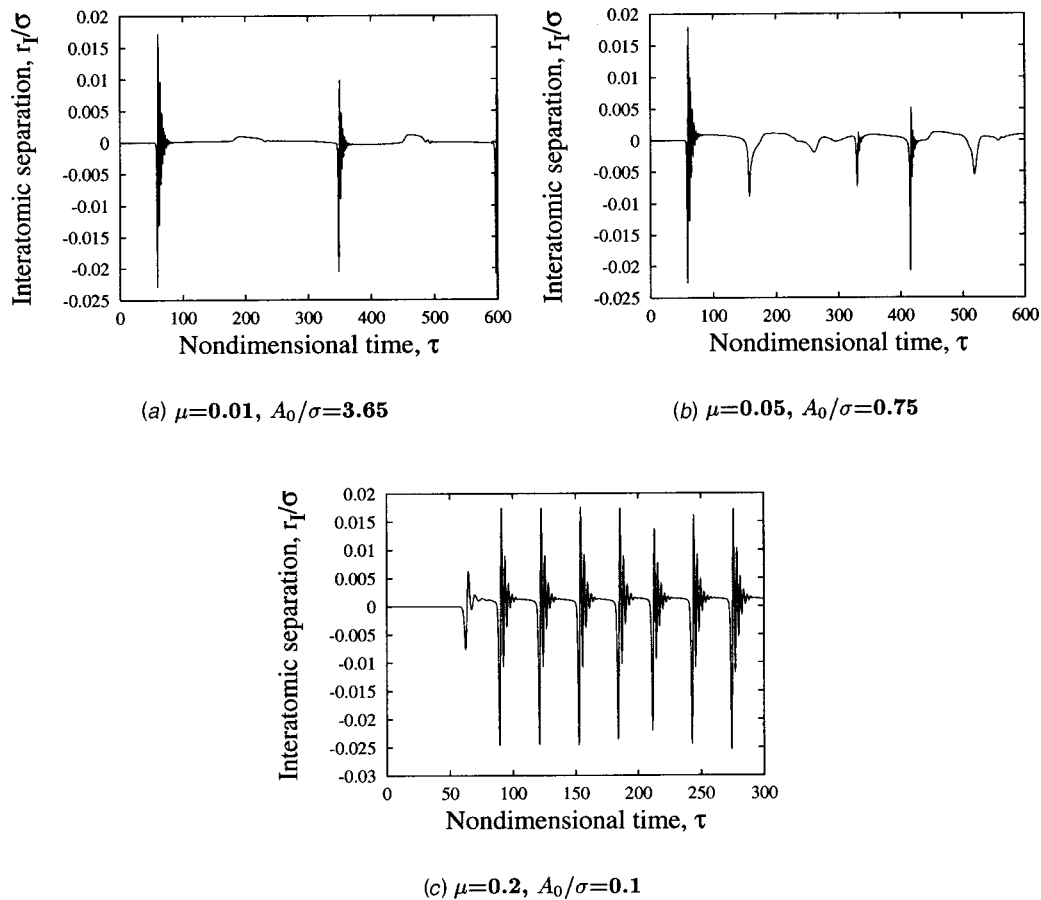 0.02
0.015
0.01
0.005
0
-0.005
-0.01
-0.015
-0.02
-0.025
Interatomic separation, r_I/σ
0 100 200 300 400 500 600
Nondimensional time, τ
(a) μ=0.01, A₀/σ=3.65
0.02
0.015
0.01
0.005
0
-0.005
-0.01
-0.015
-0.02
-0.025
Interatomic separation, r_I/σ
0 100 200 300 400 500 600
Nondimensional time, τ
(b) μ=0.05, A₀/σ=0.75
0.02
0.015
0.01
0.005
0
-0.005
-0.01
-0.015
-0.02
-0.025
-0.03
Interatomic separation, r_I/σ
0 50 100 150 200 250 300
Nondimensional time, τ
(c) μ=0.2, A₀/σ=0.1